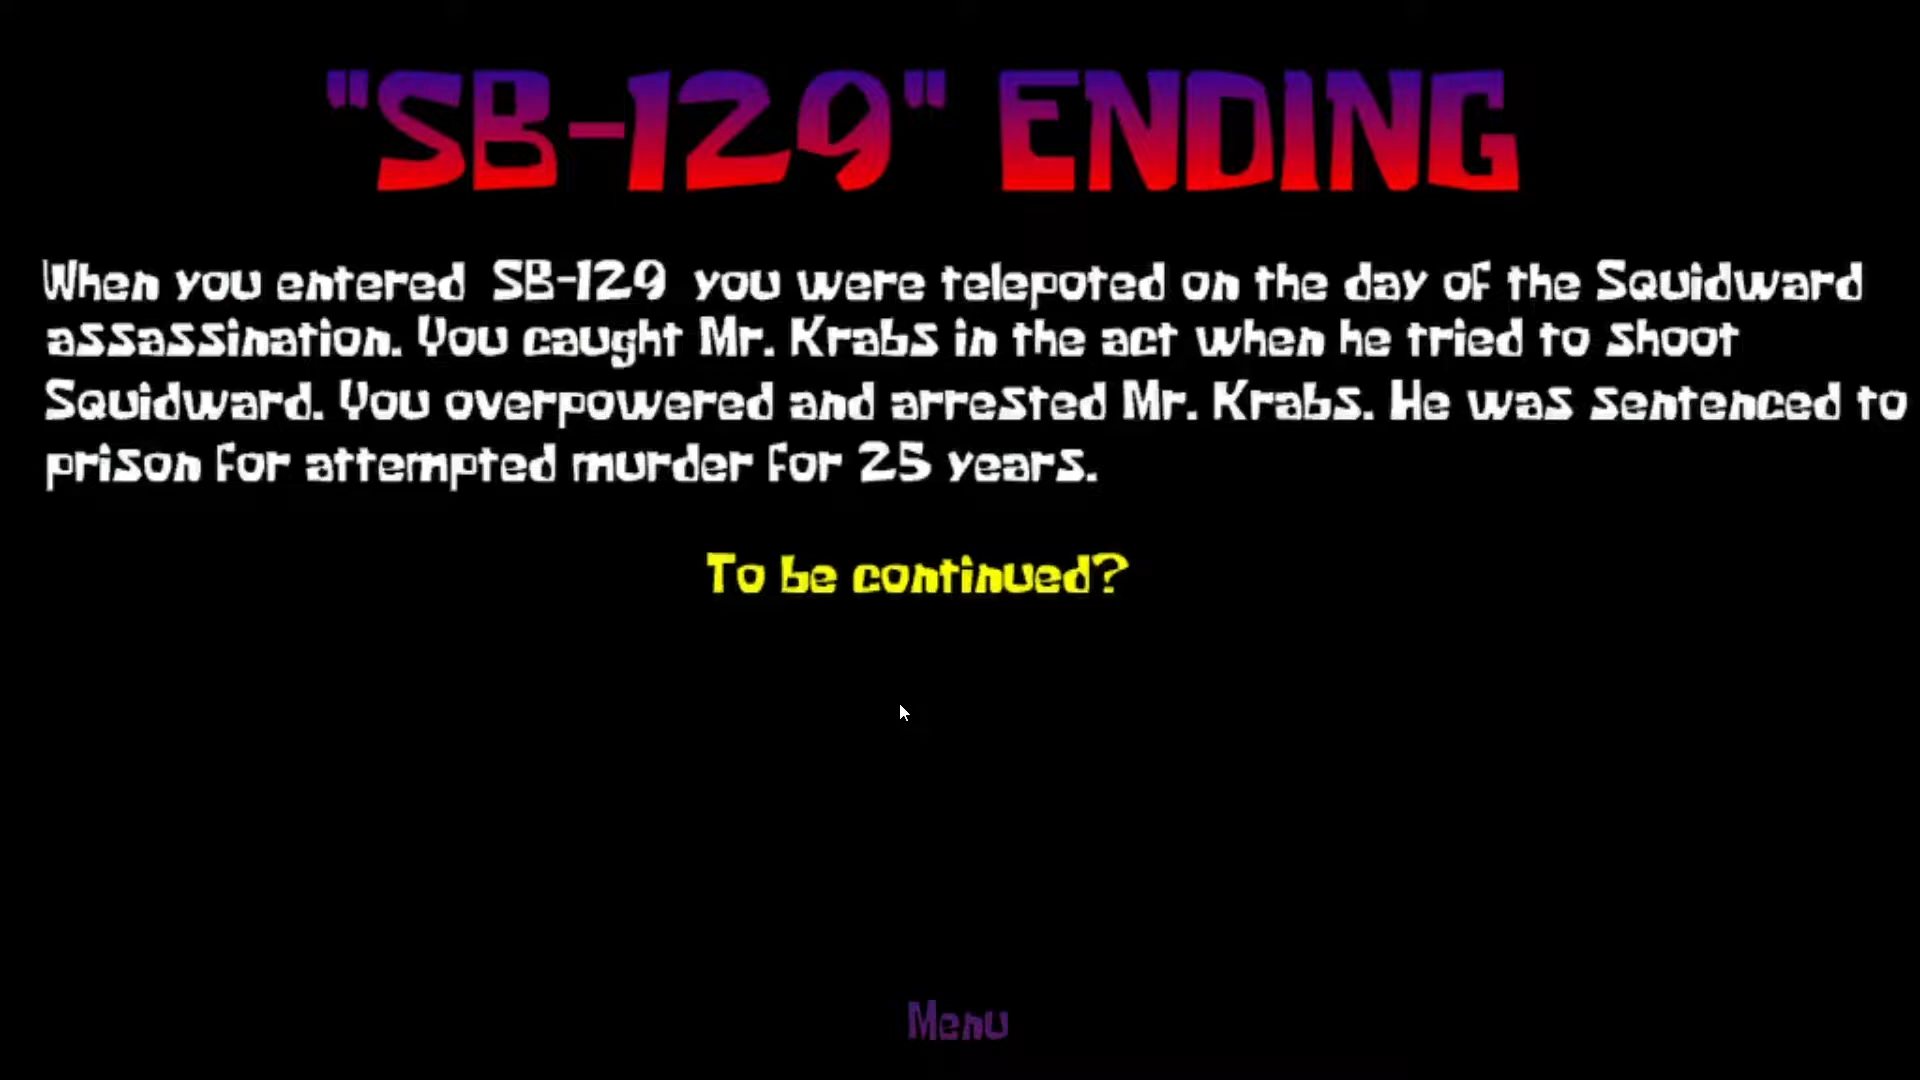 "SB-129" ENDING
When you entered SB-129 you were telepoted on the day of the Squidward
assassination. You caught Mr. Krabs in the act when he tried to shoot
Squidward. You overpowered and arrested Mr. Krabs. He was sentenced to
prison for attempted murder for 25 years.
To be continued?
Menu